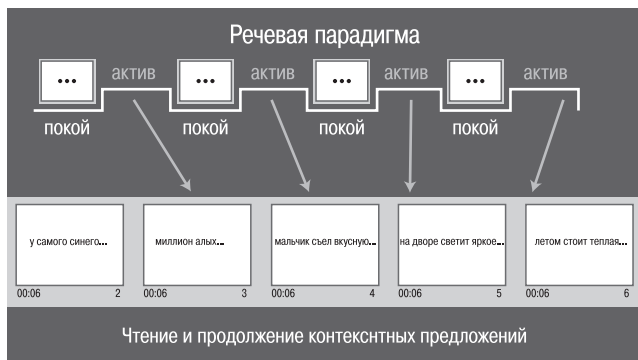 Речевая парадигма
... актив ... актив ... актив ... актив
покой покой покой покой
у самого синего... миллион алых... мальчик съел вкусную... на дворе светит яркое... летом стоит теплая...
00:06 2 00:06 3 00:06 4 00:06 5 00:06 6
Чтение и продолжение контекснтных предложений